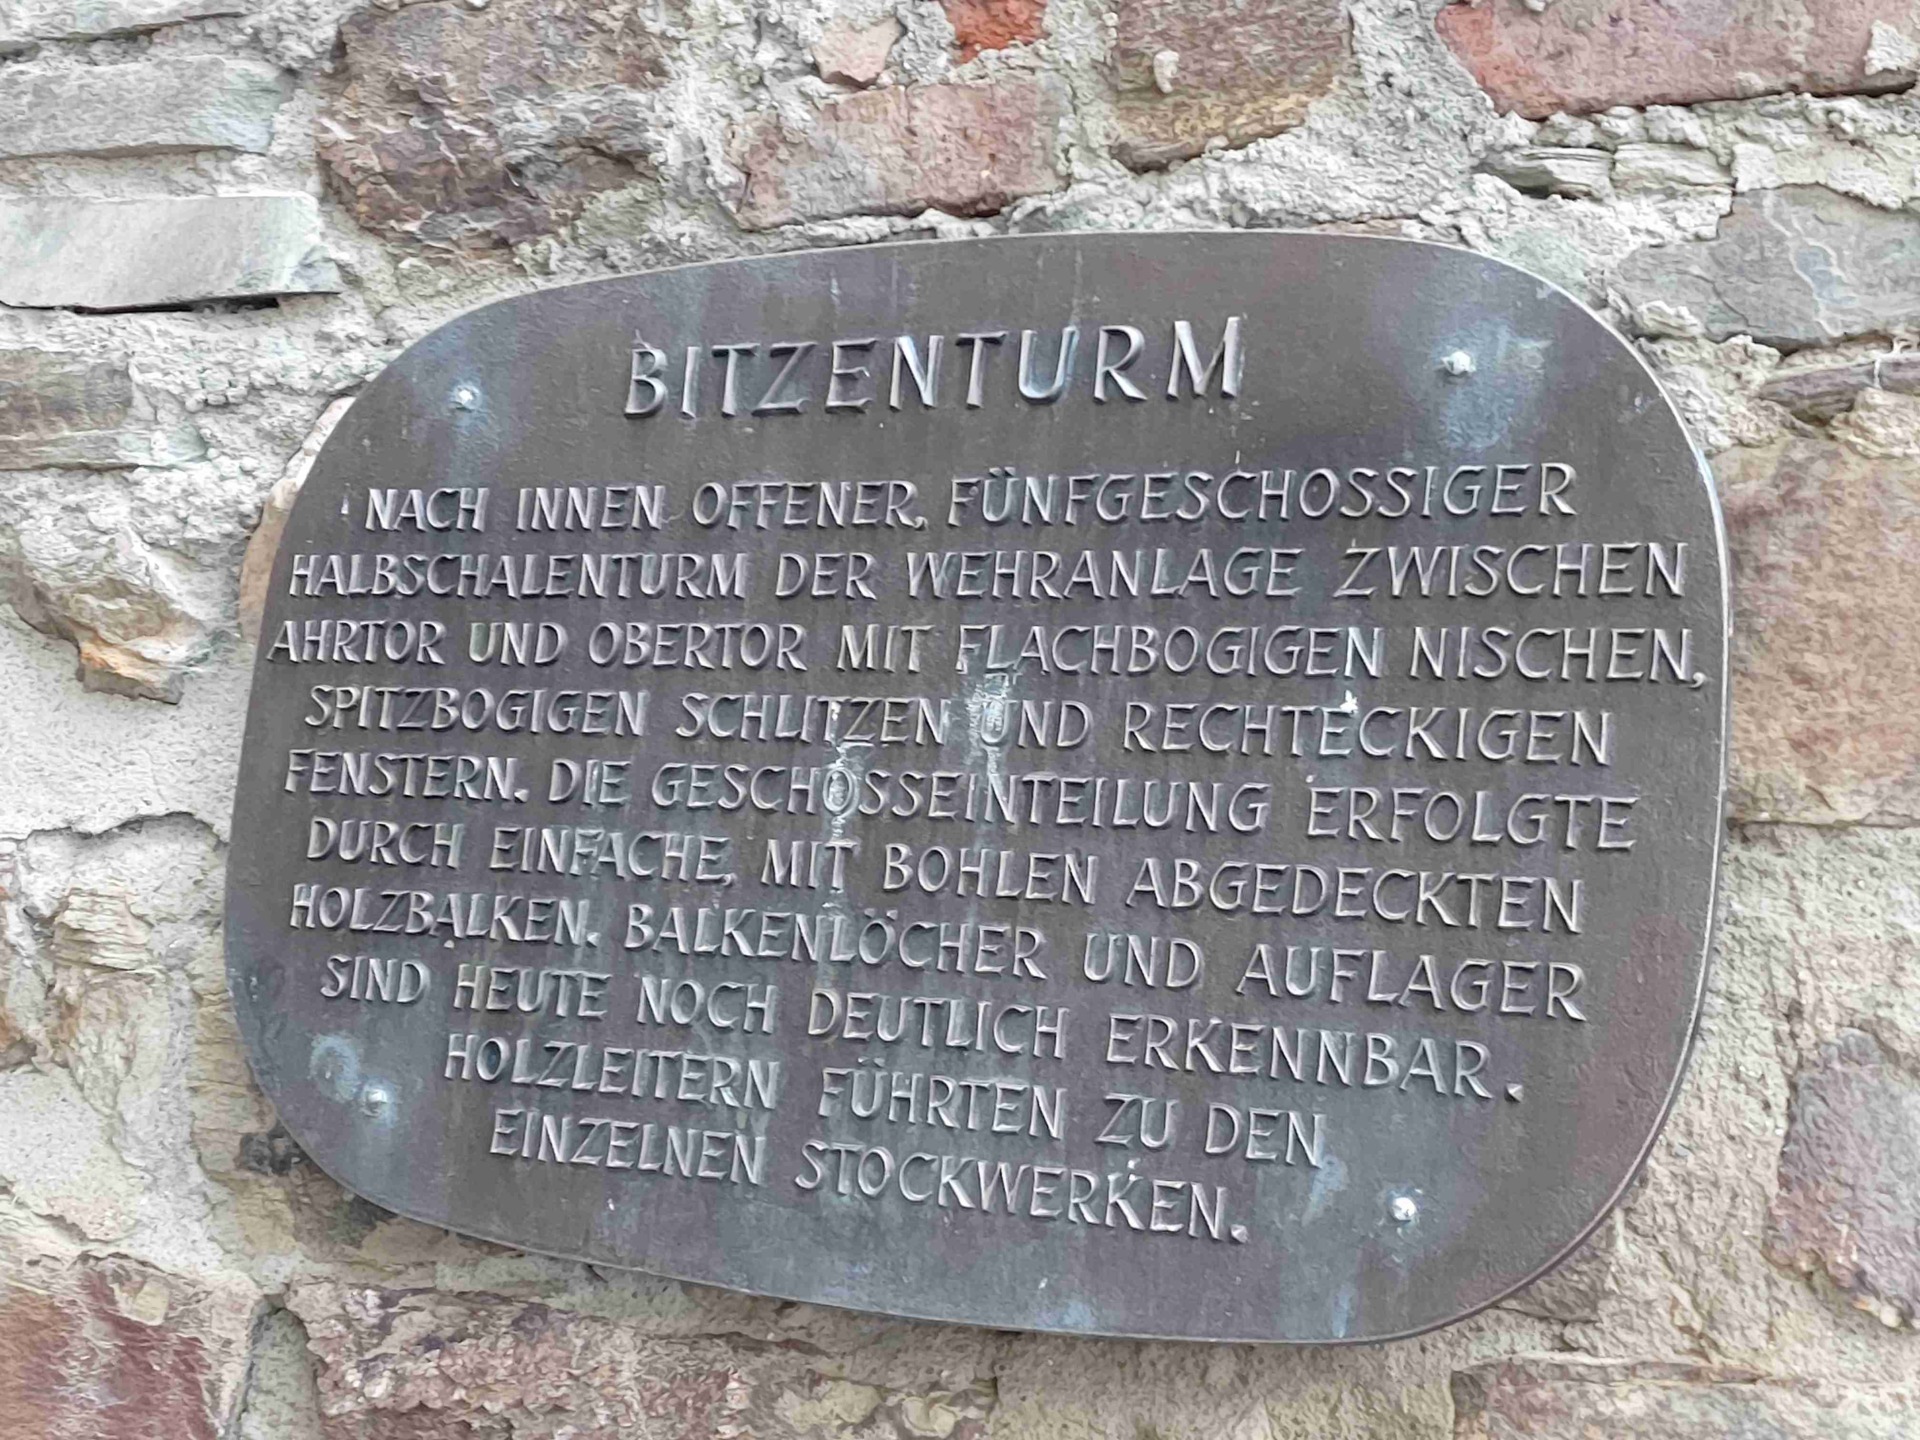 BITZENTURM
NACH INNEN OFFENER, FÜNFGESCHOSSIGER
HALBSCHALENTURM DER WEHRANLAGE ZWISCHEN
AHRTOR UND OBERTOR MIT FLACHBOGIGEN NISCHEN,
SPITZBOGIGEN SCHLITZEN UND RECHTECKIGEN
FENSTERN. DIE GESCHOSSEINTEILUNG ERFOLGTE
DURCH EINFACHE, MIT BOHLEN ABGEDECKTEN
HOLZBALKEN. BALKENLÖCHER UND AUFLAGER
SIND HEUTE NOCH DEUTLICH ERKENNBAR.
HOLZLEITERN FÜHRTEN ZU DEN
EINZELNEN STOCKWERKEN.